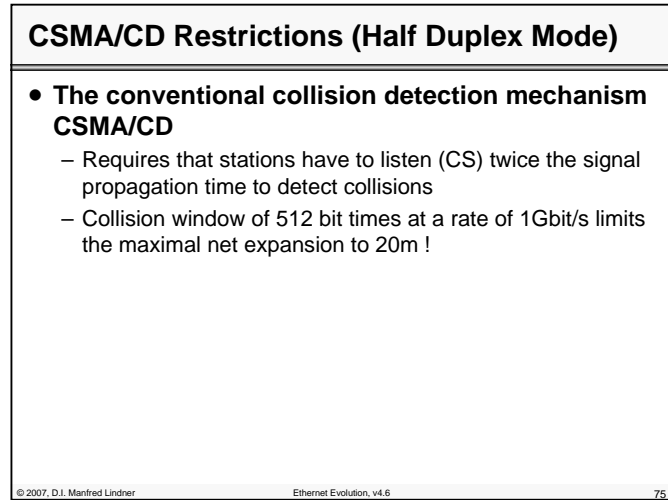 CSMA/CD Restrictions (Half Duplex Mode)
• The conventional collision detection mechanism
CSMA/CD
– Requires that stations have to listen (CS) twice the signal
propagation time to detect collisions
– Collision window of 512 bit times at a rate of 1Gbit/s limits
the maximal net expansion to 20m !
© 2007, D.I. Manfred Lindner
Ethernet Evolution, v4.6
75